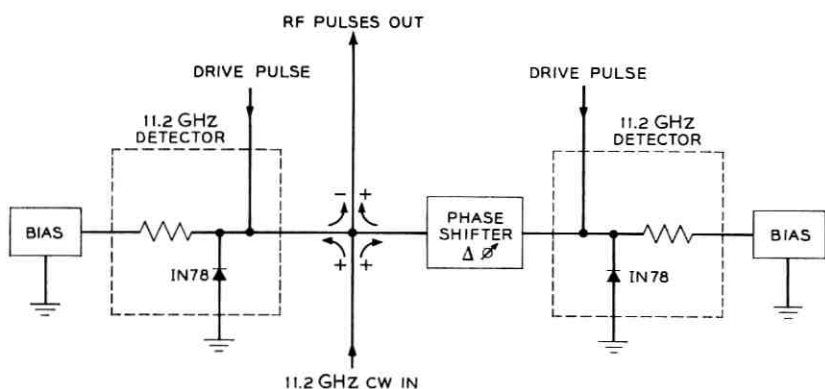 RF PULSES OUT
DRIVE PULSE
DRIVE PULSE
11.2 GHz
DETECTOR
11.2 GHz
DETECTOR
- +
BIAS
PHASE
SHIFTER
Δ φ
BIAS
+ +
IN78
IN78
11.2 GHz CW IN